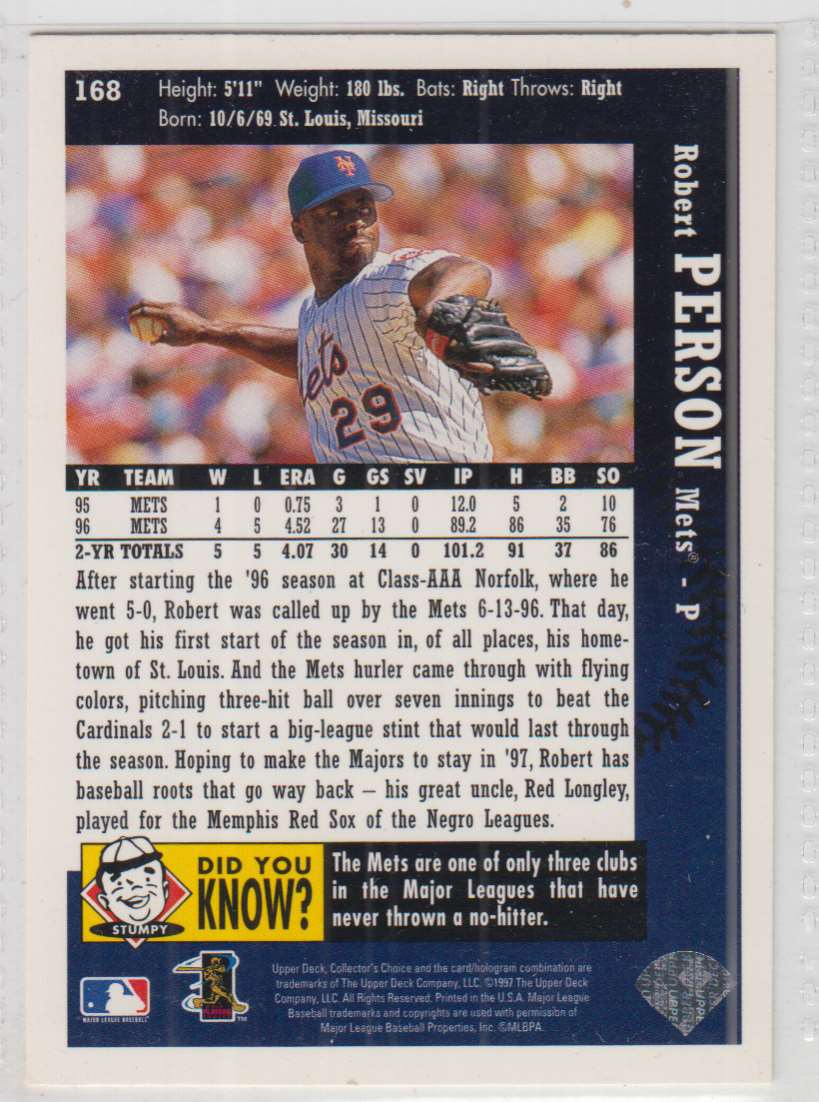 168 Height: 5'11" Weight: 180 lbs. Bats: Right Throws: Right
Born: 10/6/69 St. Louis, Missouri
Robert PERSON Mets® - P
NY
Mets
29
YR TEAM W L ERA G GS SV IP H BB SO
95 METS 1 0 0.75 3 1 0 12.0 5 2 10
96 METS 4 5 4.52 27 13 0 89.2 86 35 76
2-YR TOTALS 5 5 4.07 30 14 0 101.2 91 37 86
After starting the '96 season at Class-AAA Norfolk, where he
went 5-0, Robert was called up by the Mets 6-13-96. That day,
he got his first start of the season in, of all places, his home-
town of St. Louis. And the Mets hurler came through with flying
colors, pitching three-hit ball over seven innings to beat the
Cardinals 2-1 to start a big-league stint that would last through
the season. Hoping to make the Majors to stay in '97, Robert has
baseball roots that go way back – his great uncle, Red Longley,
played for the Memphis Red Sox of the Negro Leagues.
STUMPY
DID YOU
KNOW?
The Mets are one of only three clubs
in the Major Leagues that have
never thrown a no-hitter.
MAJOR LEAGUE BASEBALL
TM
Upper Deck, Collector's Choice and the card/hologram combination are
trademarks of The Upper Deck Company, LLC. ©1997 The Upper Deck
Company, LLC. All Rights Reserved. Printed in the U.S.A. Major League
Baseball trademarks and copyrights are used with permission of
Major League Baseball Properties, Inc. ©MLBPA.